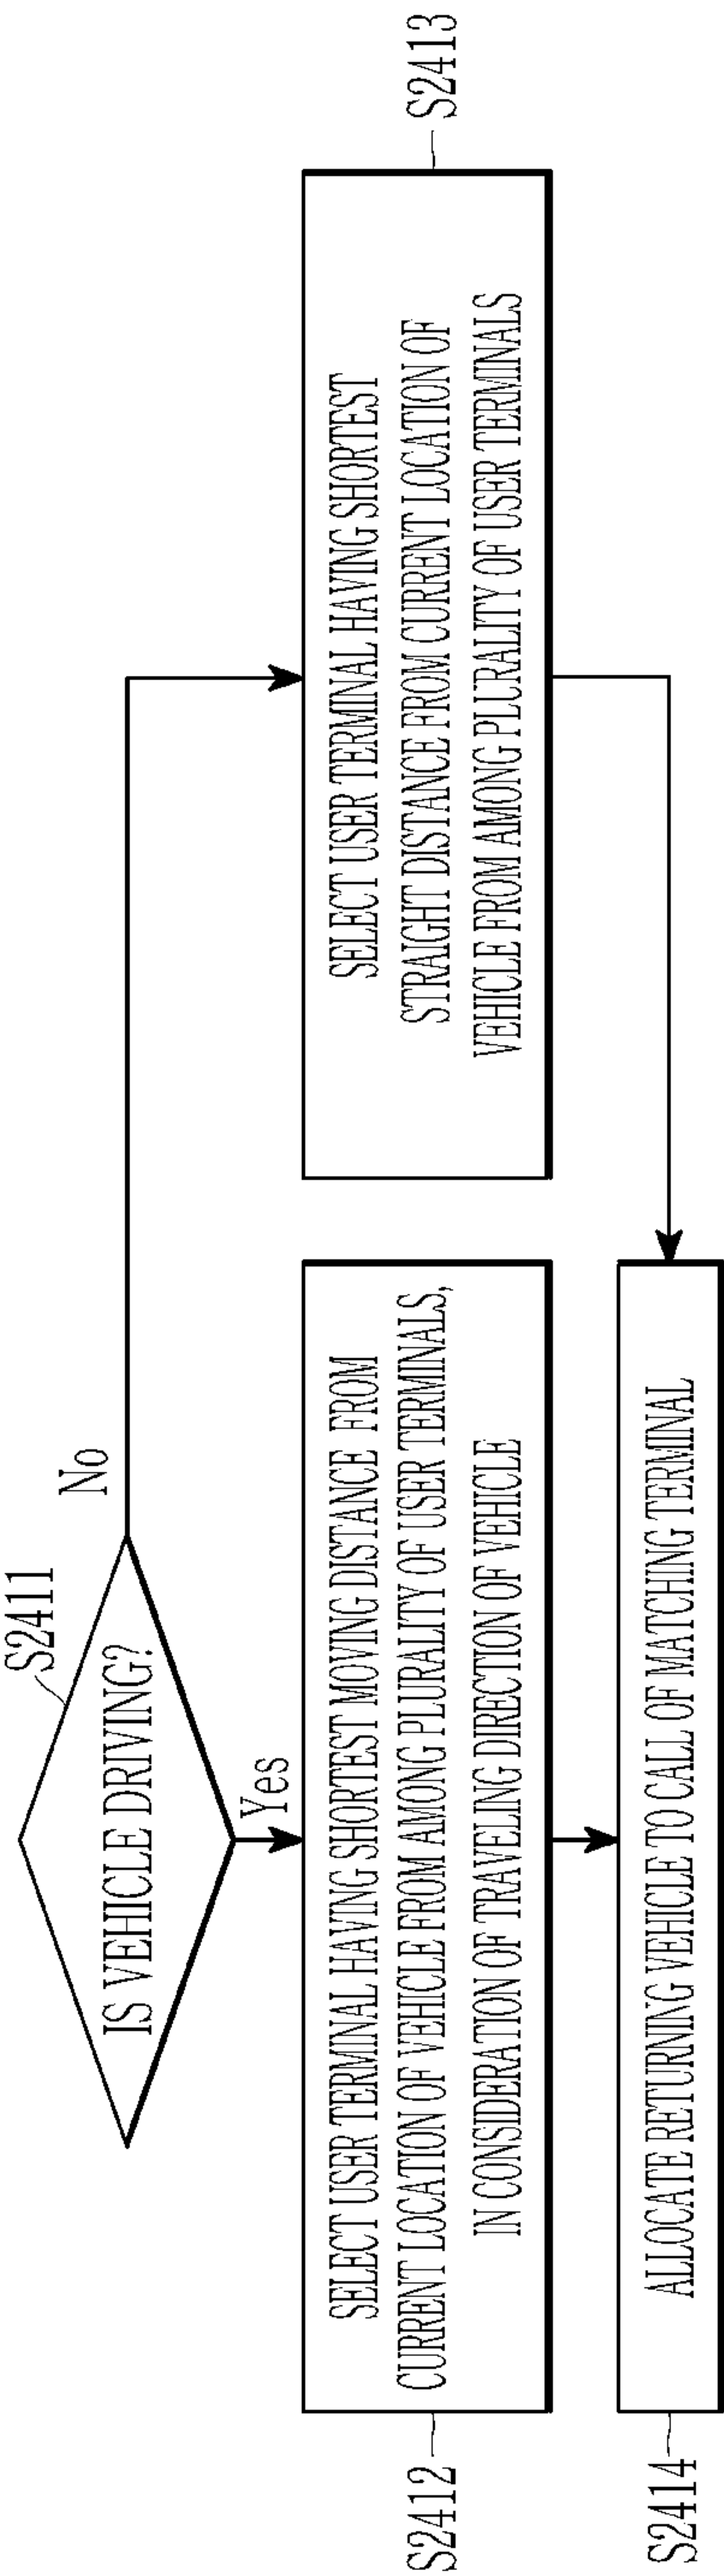 S2411
IS VEHICLE DRIVING?
No
Yes
S2412
SELECT USER TERMINAL HAVING SHORTEST MOVING DISTANCE FROM
CURRENT LOCATION OF VEHICLE FROM AMONG PLURALITY OF USER TERMINALS,
IN CONSIDERATION OF TRAVELING DIRECTION OF VEHICLE
S2413
SELECT USER TERMINAL HAVING SHORTEST
STRAIGHT DISTANCE FROM CURRENT LOCATION OF
VEHICLE FROM AMONG PLURALITY OF USER TERMINALS
S2414
ALLOCATE RETURNING VEHICLE TO CALL OF MATCHING TERMINAL